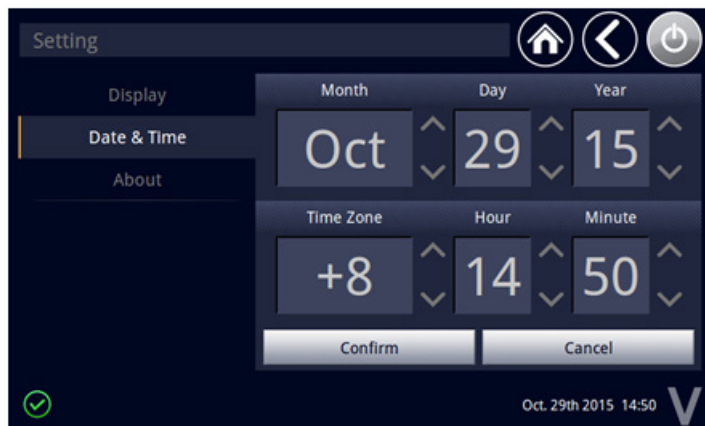 Setting
Display
Date & Time
About
Month Day Year
Oct 29 15
Time Zone Hour Minute
+8 14 50
Confirm Cancel
Oct. 29th 2015 14:50 V